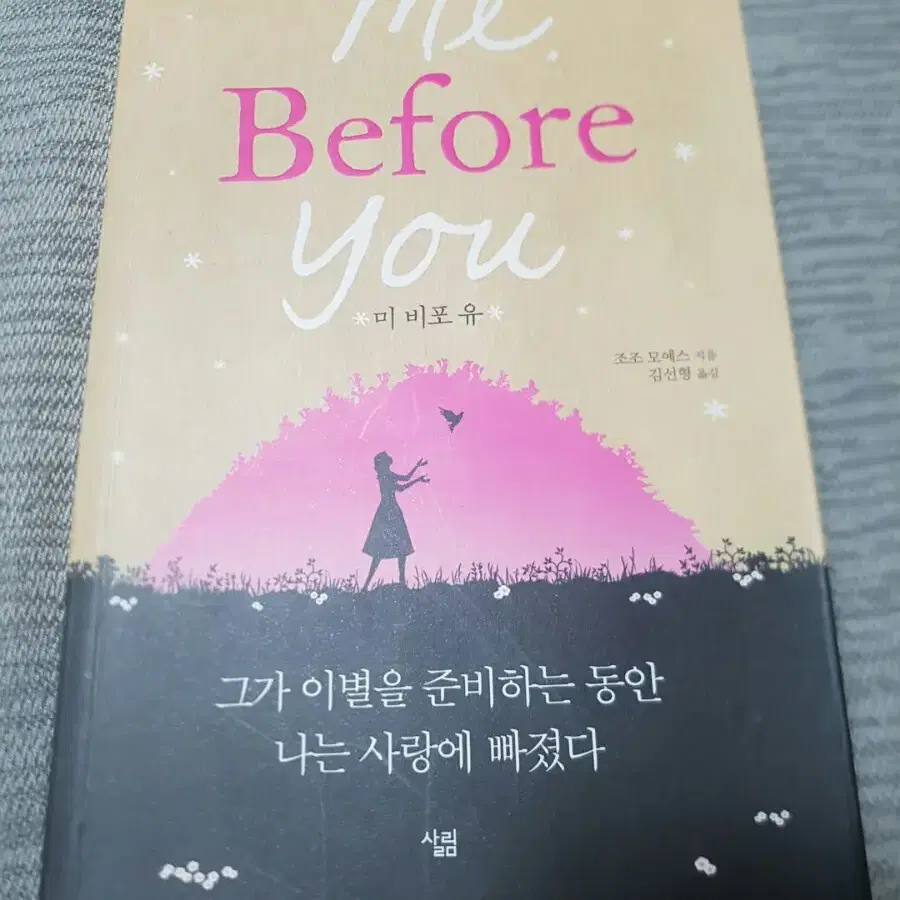 Me
Before
you
미 비포 유
조조 모예스 지음
김선형 옮김
그가 이별을 준비하는 동안
나는 사랑에 빠졌다
살림